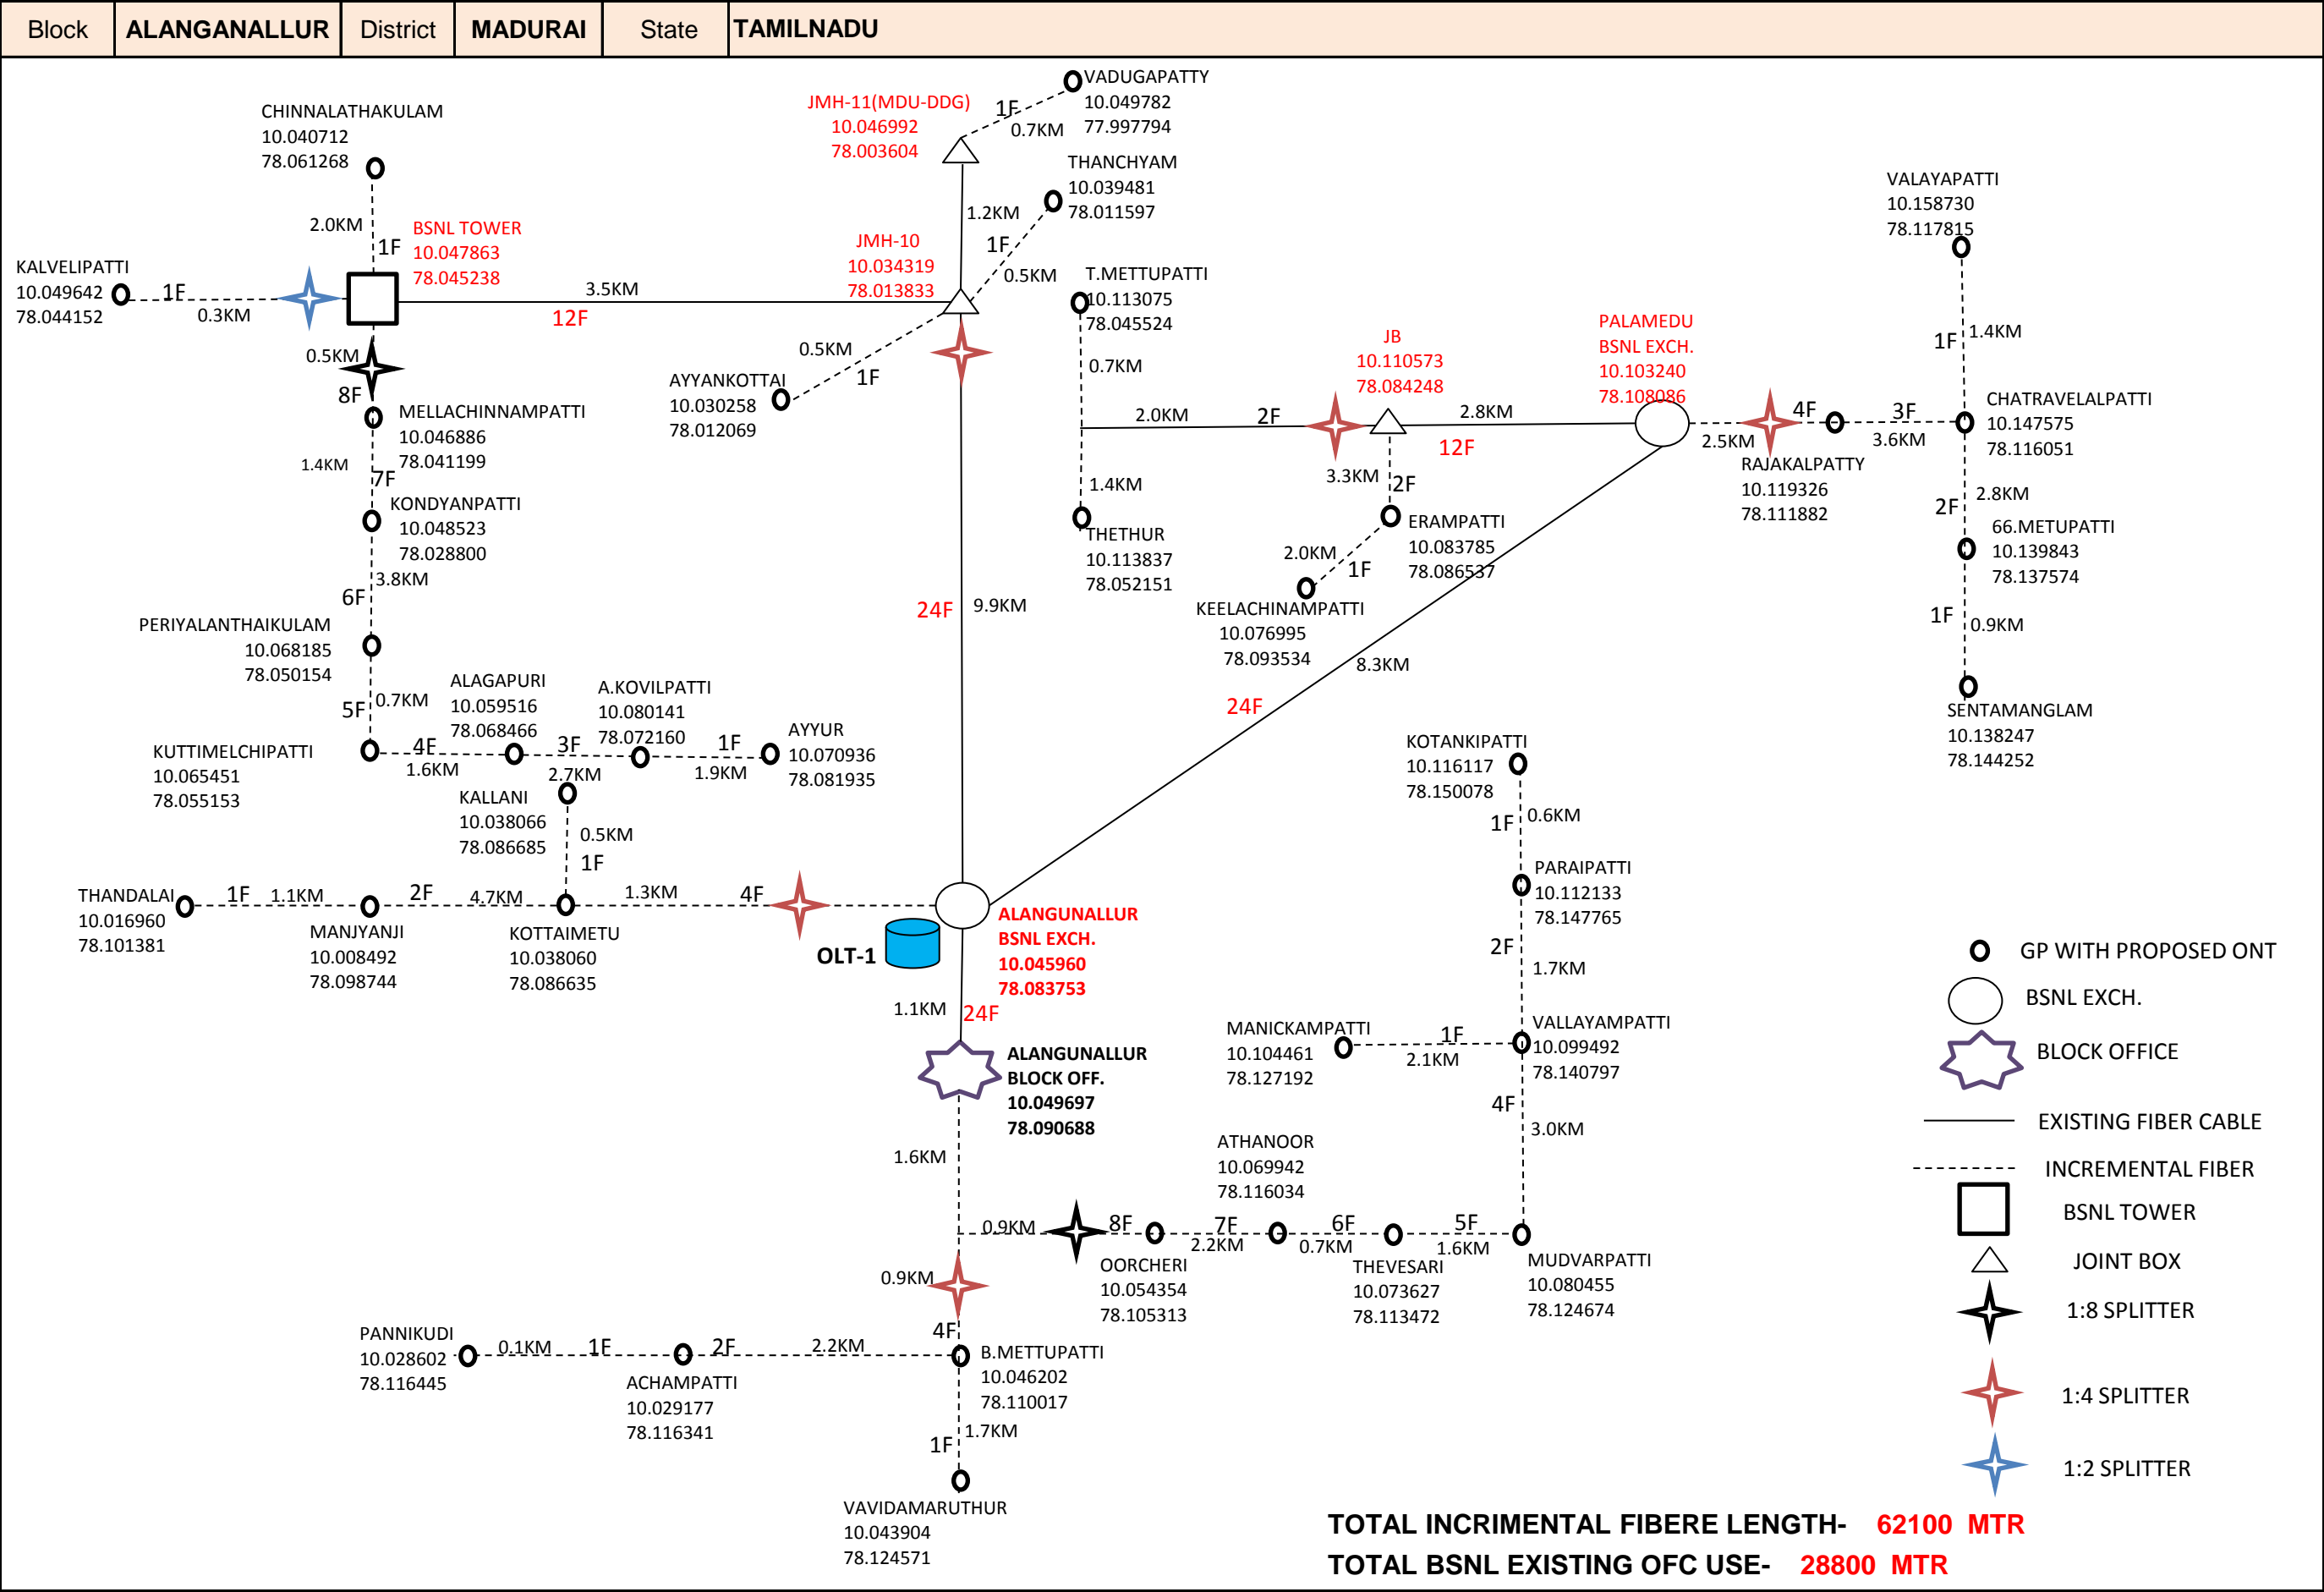 Block ALANGANALLUR District MADURAI State TAMILNADU
CHINNALATHAKULAM
10.040712
78.061268
2.0KM
1F
BSNL TOWER
10.047863
78.045238
KALVELIPATTI
10.049642
78.044152
1F
0.3KM
3.5KM
12F
0.5KM
8F
MELLACHINNAMPATTI
10.046886
78.041199
1.4KM
7F
KONDYANPATTI
10.048523
78.028800
3.8KM
6F
PERIYALANTHAIKULAM
10.068185
78.050154
0.7KM
5F
KUTTIMELCHIPATTI
10.065451
78.055153
4F
1.6KM
ALAGAPURI
10.059516
78.068466
3F
2.7KM
A.KOVILPATTI
10.080141
78.072160
1F
1.9KM
AYYUR
10.070936
78.081935
KALLANI
10.038066
78.086685
0.5KM
1F
THANDALAI
10.016960
78.101381
1F
1.1KM
MANJYANJI
10.008492
78.098744
2F
4.7KM
KOTTAIMETU
10.038060
78.086635
1.3KM
4F
JMH-11(MDU-DDG)
10.046992
78.003604
1F
0.7KM
VADUGAPATTY
10.049782
77.997794
THANCHYAM
10.039481
78.011597
1.2KM
1F
0.5KM
JMH-10
10.034319
78.013833
0.5KM
1F
AYYANKOTTAI
10.030258
78.012069
24F
9.9KM
T.METTUPATTI
10.113075
78.045524
0.7KM
2.0KM
2F
1.4KM
THETHUR
10.113837
78.052151
JB
10.110573
78.084248
2.8KM
12F
3.3KM
2F
ERAMPATTI
10.083785
78.086537
2.0KM
1F
KEELACHINAMPATTI
10.076995
78.093534
8.3KM
24F
PALAMEDU
BSNL EXCH.
10.103240
78.108086
2.5KM
4F
RAJAKALPATTY
10.119326
78.111882
3F
3.6KM
VALAYAPATTI
10.158730
78.117815
1F
1.4KM
CHATRAVELALPATTI
10.147575
78.116051
2.8KM
2F
66.METUPATTI
10.139843
78.137574
1F
0.9KM
SENTAMANGLAM
10.138247
78.144252
OLT-1
ALANGUNALLUR
BSNL EXCH.
10.045960
78.083753
1.1KM
24F
ALANGUNALLUR
BLOCK OFF.
10.049697
78.090688
1.6KM
0.9KM
8F
OORCHERI
10.054354
78.105313
7F
2.2KM
ATHANOOR
10.069942
78.116034
6F
0.7KM
THEVESARI
10.073627
78.113472
5F
1.6KM
MUDVARPATTI
10.080455
78.124674
4F
3.0KM
VALLAYAMPATTI
10.099492
78.140797
1F
2.1KM
MANICKAMPATTI
10.104461
78.127192
2F
1.7KM
PARAIPATTI
10.112133
78.147765
1F
0.6KM
KOTANKIPATTI
10.116117
78.150078
0.9KM
4F
B.METTUPATTI
10.046202
78.110017
2.2KM
2F
ACHAMPATTI
10.029177
78.116341
1F
0.1KM
PANNIKUDI
10.028602
78.116445
1F
1.7KM
VAVIDAMARUTHUR
10.043904
78.124571
GP WITH PROPOSED ONT
BSNL EXCH.
BLOCK OFFICE
EXISTING FIBER CABLE
INCREMENTAL FIBER
BSNL TOWER
JOINT BOX
1:8 SPLITTER
1:4 SPLITTER
1:2 SPLITTER
TOTAL INCRIMENTAL FIBERE LENGTH- 62100 MTR
TOTAL BSNL EXISTING OFC USE- 28800 MTR